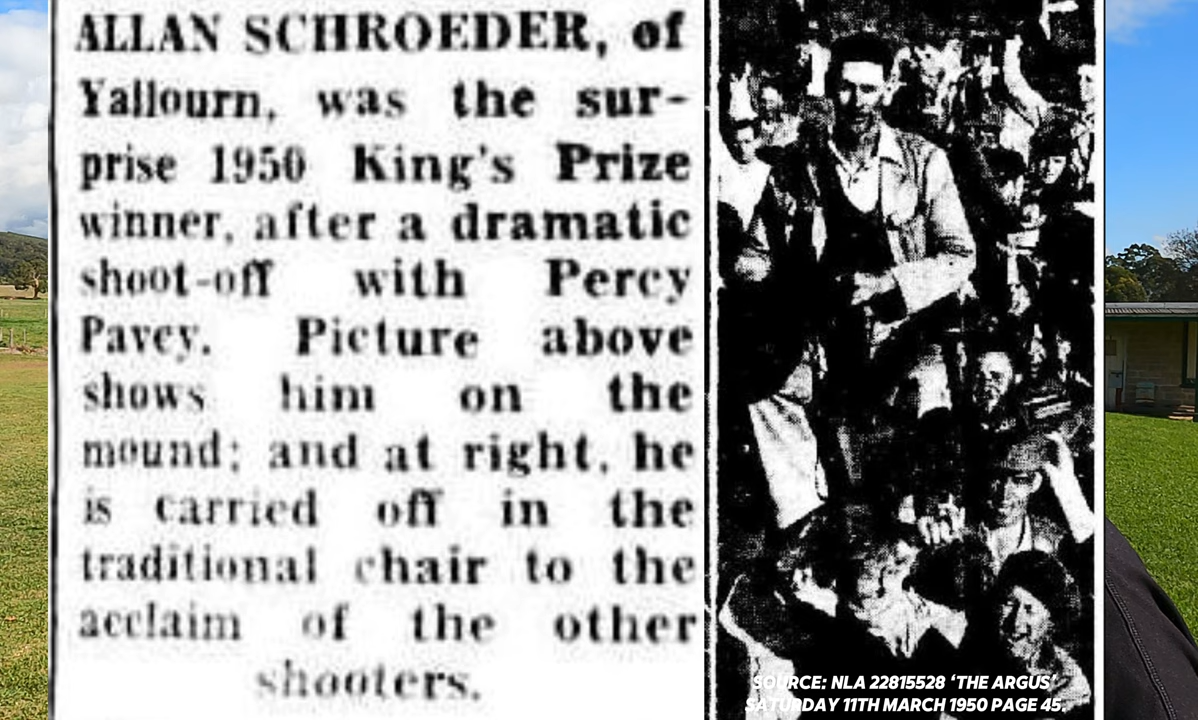 ALLAN SCHROEDER, of
Yallourn, was the sur-
prise 1950 King's Prize
winner, after a dramatic
shoot-off with Percy
Pavey. Picture above
shows him on the
mound; and at right, he
is carried off in the
traditional chair to the
acclaim of the other
shooters.
SOURCE: NLA 22815528 ‘THE ARGUS’
SATURDAY 11TH MARCH 1950 PAGE 45.